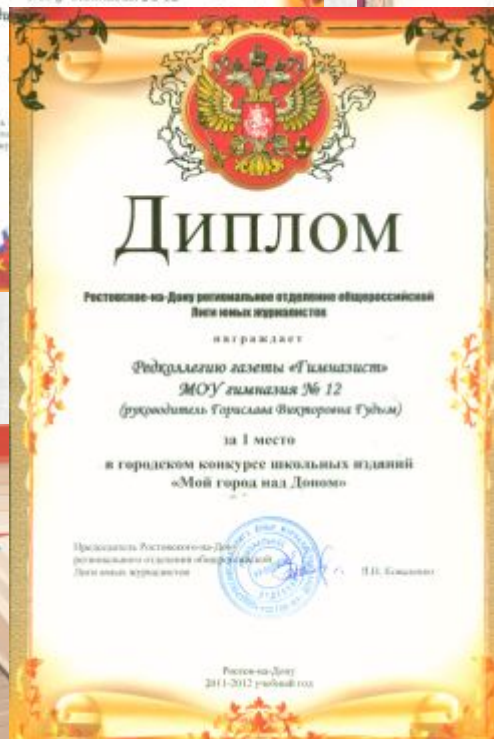 Диплом
Ростовское-на-Дону региональное отделение общероссийской
Лиги юных журналистов
награждает
Редколлегию газеты «Гимназист»
МОУ гимназия № 12
(руководитель Горислава Викторовна Гудым)
за 1 место
в городском конкурсе школьных изданий
«Мой город над Доном»
Председатель Ростовского-на-Дону
регионального отделения общероссийской
Лиги юных журналистов
Ростов-на-Дону
2011-2012 учебный год